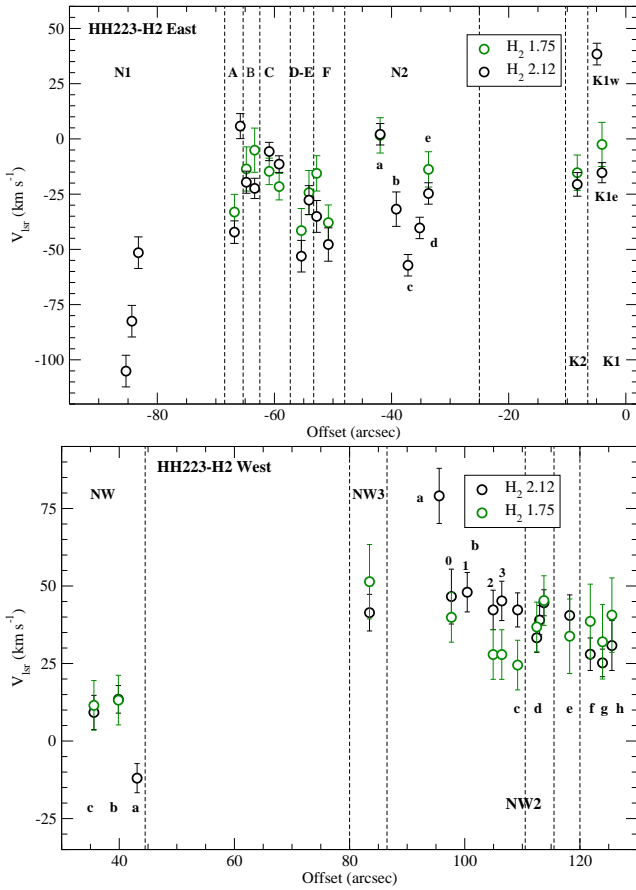 HH223-H2 East
H2 1.75
H2 2.12
K1w
N1
A
B
C
D-E
F
N2
a
e
b
d
c
K1e
K2
K1
50
25
0
-25
-50
-75
-100
Vlsr (km s-1)
-80
-60
-40
-20
0
Offset (arcsec)
HH223-H2 West
H2 2.12
H2 1.75
NW
NW3
a
b
0
1
2
3
c
d
e
f
g
h
c
b
a
NW2
75
50
25
0
-25
Vlsr (km s-1)
40
60
80
100
120
Offset (arcsec)